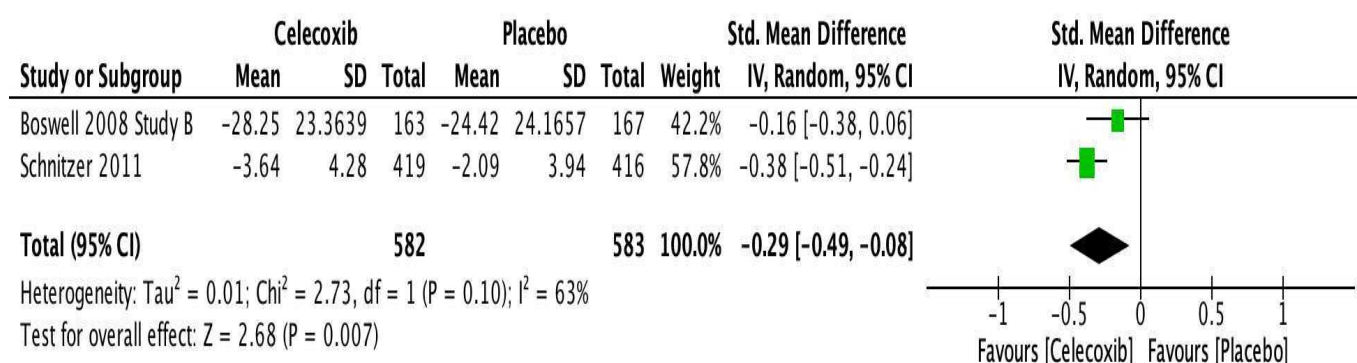 Celecoxib Placebo Std. Mean Difference Std. Mean Difference
Study or Subgroup Mean SD Total Mean SD Total Weight IV, Random, 95% CI IV, Random, 95% CI
Boswell 2008 Study B −28.25 23.3639 163 −24.42 24.1657 167 42.2% −0.16 [−0.38, 0.06]
Schnitzer 2011 −3.64 4.28 419 −2.09 3.94 416 57.8% −0.38 [−0.51, −0.24]
Total (95% CI) 582 583 100.0% −0.29 [−0.49, −0.08]
Heterogeneity: Tau² = 0.01; Chi² = 2.73, df = 1 (P = 0.10); I² = 63%
Test for overall effect: Z = 2.68 (P = 0.007)
−1 −0.5 0 0.5 1
Favours [Celecoxib] Favours [Placebo]